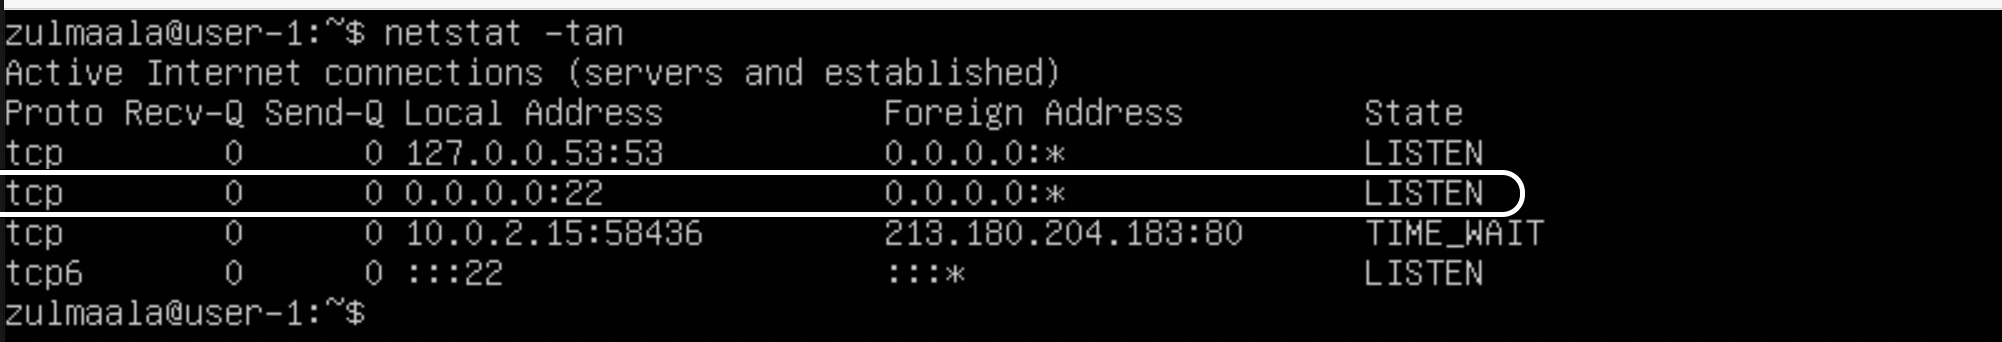 zulmaala@user-1:~$ netstat -tan
Active Internet connections (servers and established)
Proto Recv-Q Send-Q Local Address           Foreign Address         State
tcp        0      0 127.0.0.53:53           0.0.0.0:*               LISTEN
tcp        0      0 0.0.0.0:22              0.0.0.0:*               LISTEN
tcp        0      0 10.0.2.15:58436         213.180.204.183:80      TIME_WAIT
tcp6       0      0 :::22                   :::*                    LISTEN
zulmaala@user-1:~$